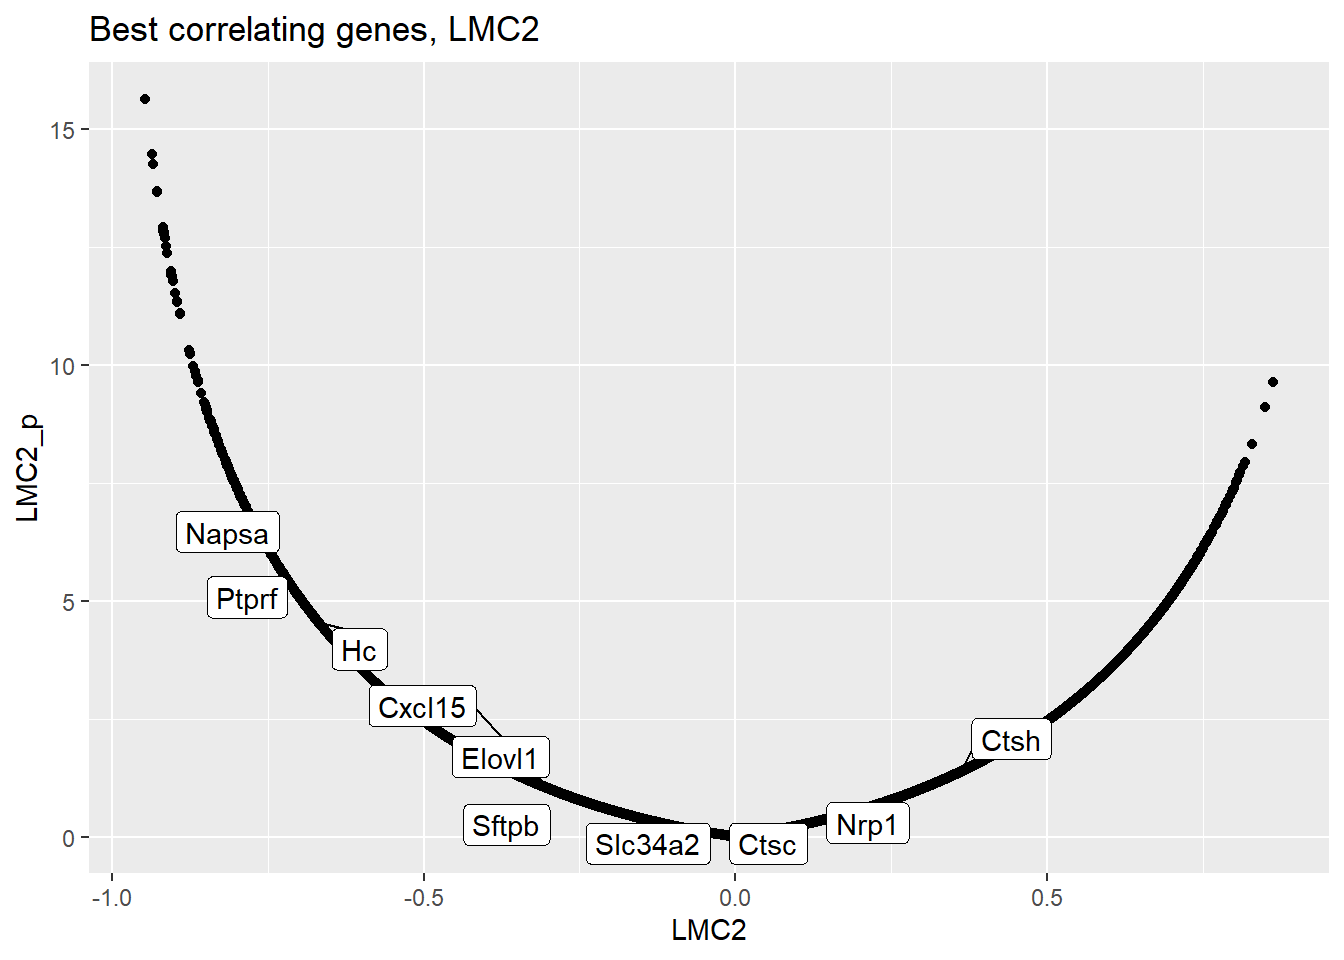 Best correlating genes, LMC2
15
10
5
0
LMC2_p
Napsa
Ptprf
Hc
Cxcl15
Elovl1
Ctsh
Sftpb
Nrp1
Slc34a2
Ctsc
-1.0
-0.5
0.0
0.5
LMC2